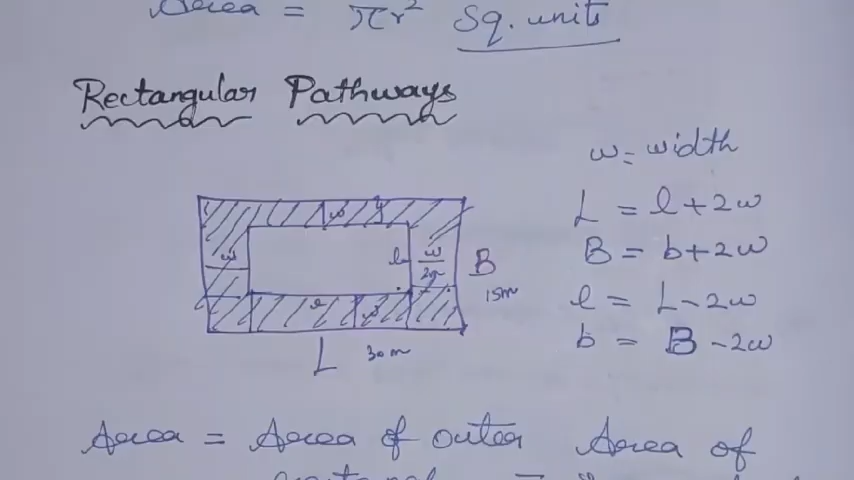 Area = πr² Sq. units
Rectangular Pathways
w = width
L = l + 2w
B = b + 2w
l = L - 2w
b = B - 2w
w
w
b
w
2m
B
15m
L 30m
Area = Area of outer Area of